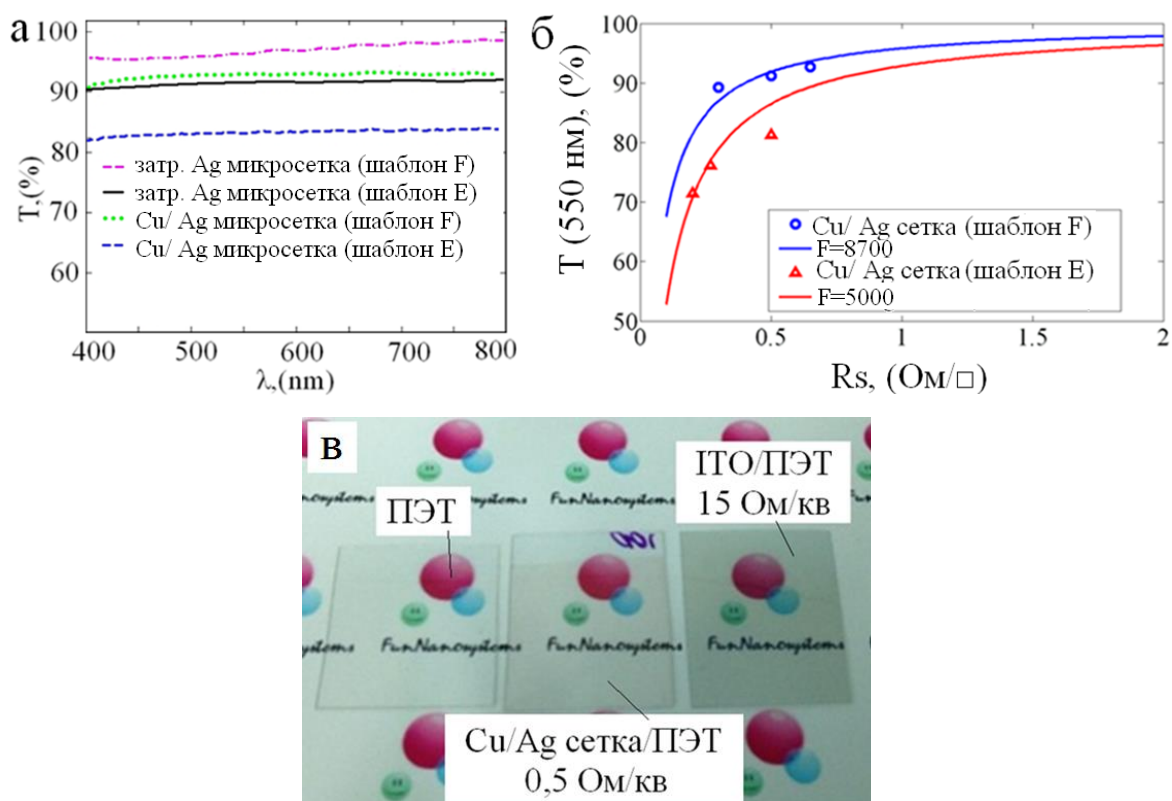 а
100
90
80
70
60
T,(%)
затр. Ag микросетка (шаблон F)
затр. Ag микросетка (шаблон E)
Cu/ Ag микросетка (шаблон F)
Cu/ Ag микросетка (шаблон E)
400 500 600 700 800
λ,(nm)
б
100
90
80
70
60
50
T (550 нм), (%)
Cu/ Ag сетка (шаблон F)
F=8700
Cu/ Ag сетка (шаблон E)
F=5000
0 0.5 1 1.5 2
Rs, (Ом/□)
в
ПЭТ
ITO/ПЭТ
15 Ом/кв
FunNanosystems
FunNanosystems
100
FunNanosystems
FunNanosystems
FunNanosystems
Cu/Ag сетка/ПЭТ
0,5 Ом/кв